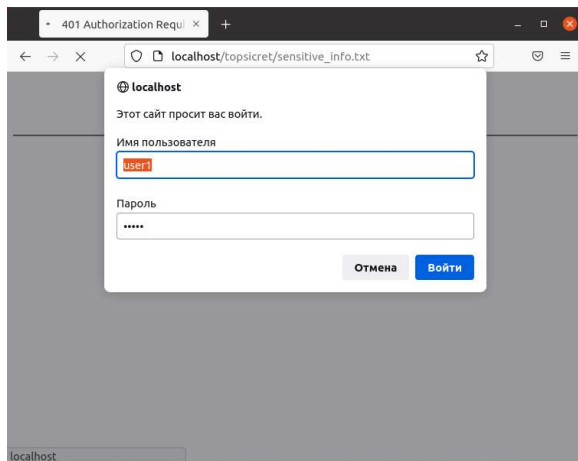 401 Authorization Requi
localhost/topsicret/sensitive_info.txt
localhost
Этот сайт просит вас войти.
Имя пользователя
user1
Пароль
•••••
Отмена Войти
localhost